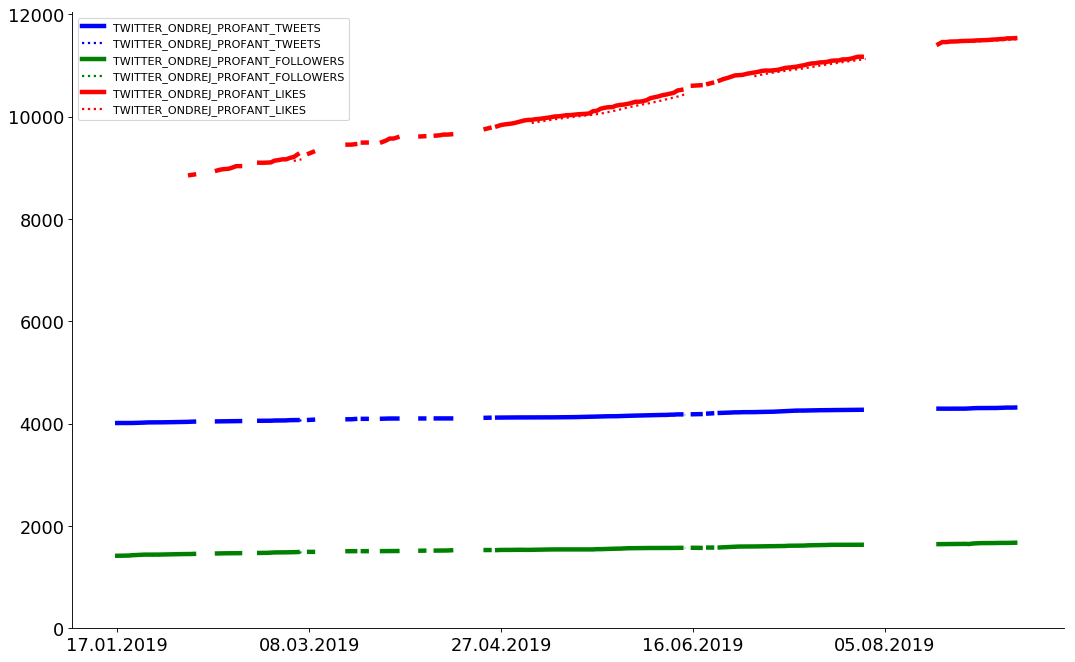 12000
10000
8000
6000
4000
2000
0
TWITTER_ONDREJ_PROFANT_TWEETS
TWITTER_ONDREJ_PROFANT_TWEETS
TWITTER_ONDREJ_PROFANT_FOLLOWERS
TWITTER_ONDREJ_PROFANT_FOLLOWERS
TWITTER_ONDREJ_PROFANT_LIKES
TWITTER_ONDREJ_PROFANT_LIKES
17.01.2019 08.03.2019 27.04.2019 16.06.2019 05.08.2019